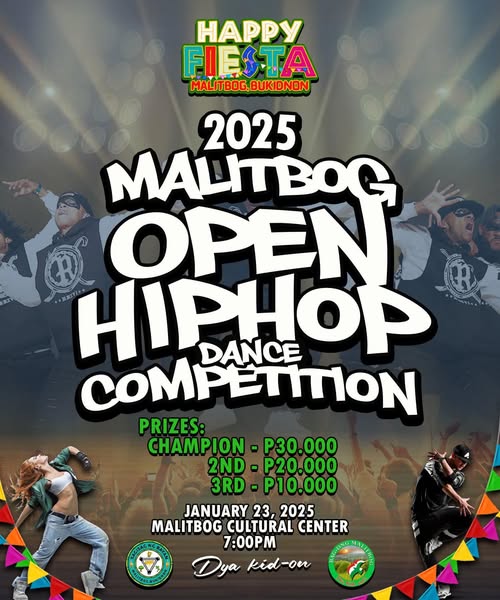 HAPPY
FIESTA
MALITBOG, BUKIDNON
2025
MALITBOG
OPEN
HIPHOP
DANCE
COMPETITION
PRIZES:
CHAMPION - P30.000
2ND - P20.000
3RD - P10.000
JANUARY 23, 2025
MALITBOG CULTURAL CENTER
7:00PM
Dya kid-on